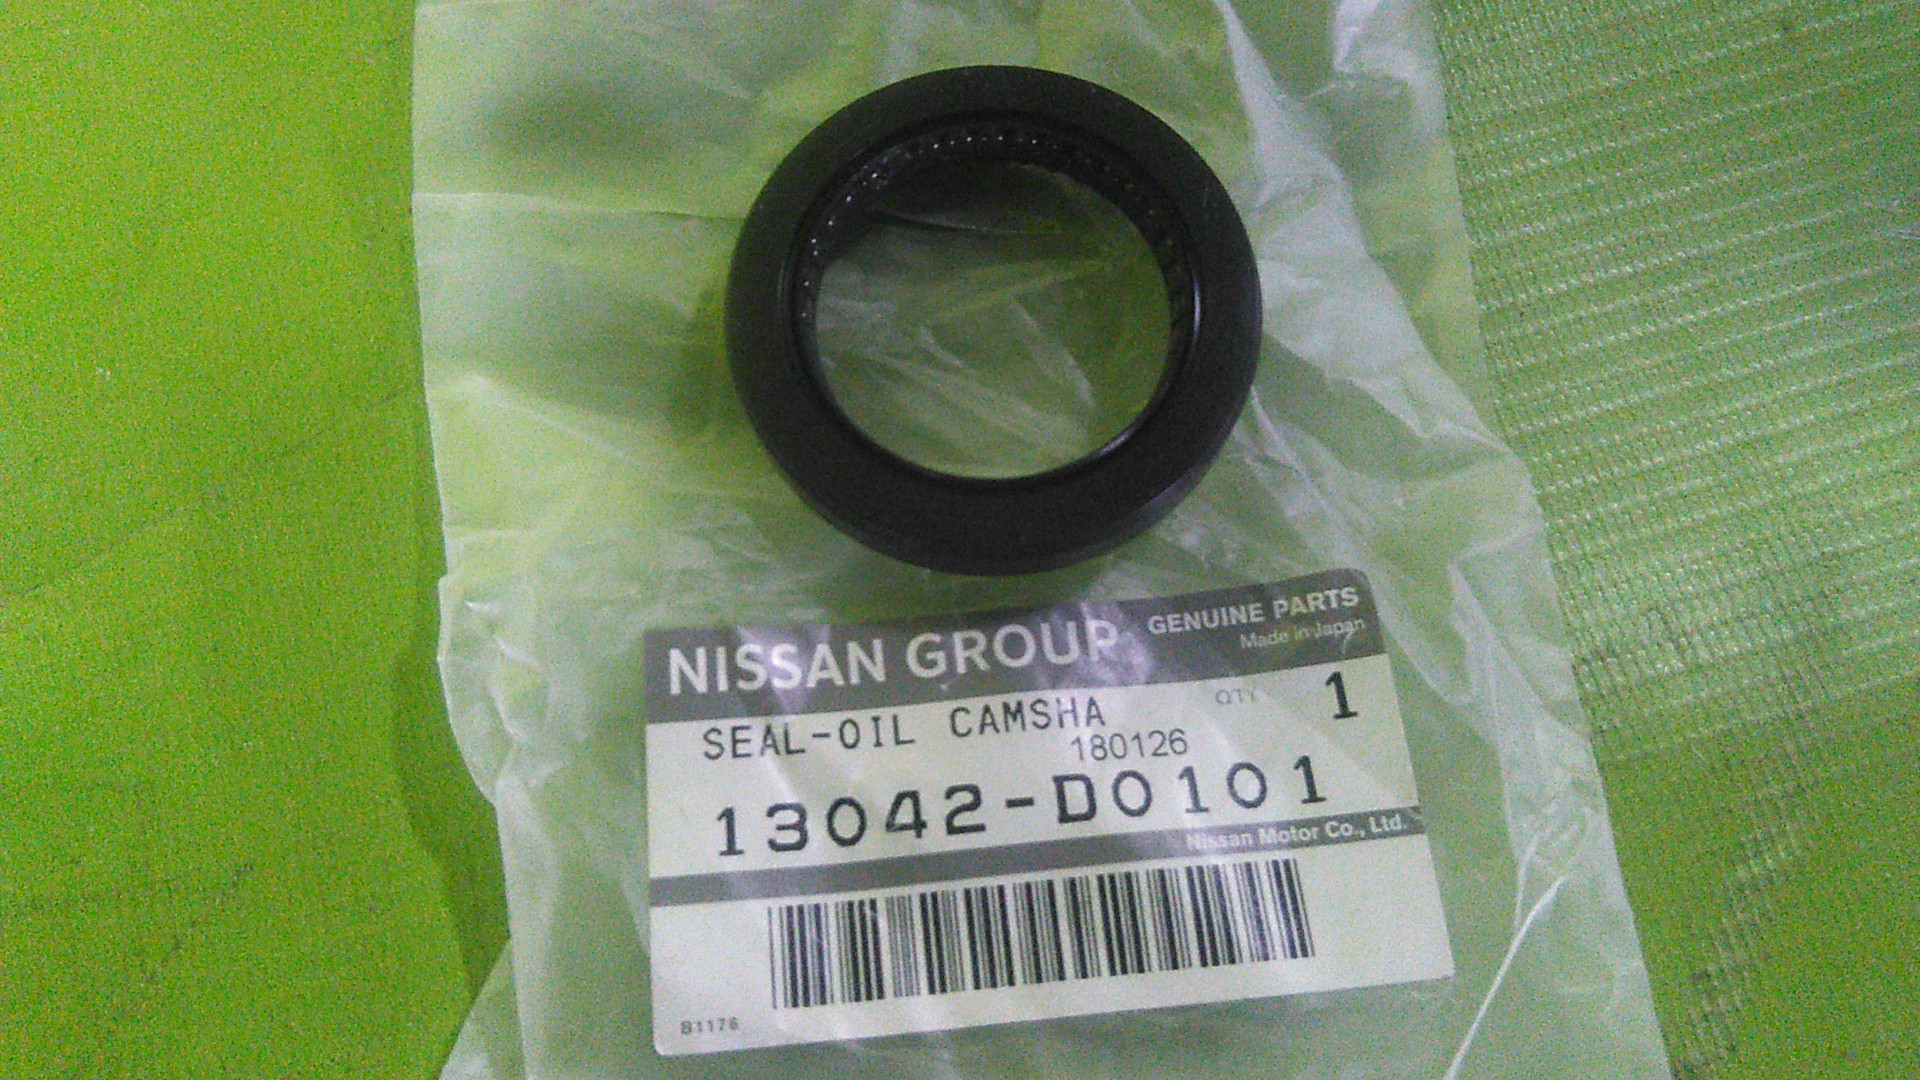 NISSAN GROUP GENUINE PARTS
Made in Japan
SEAL-OIL CAMSHA QTY 1
180126
13042-D0101
Nissan Motor Co., Ltd.
B1176